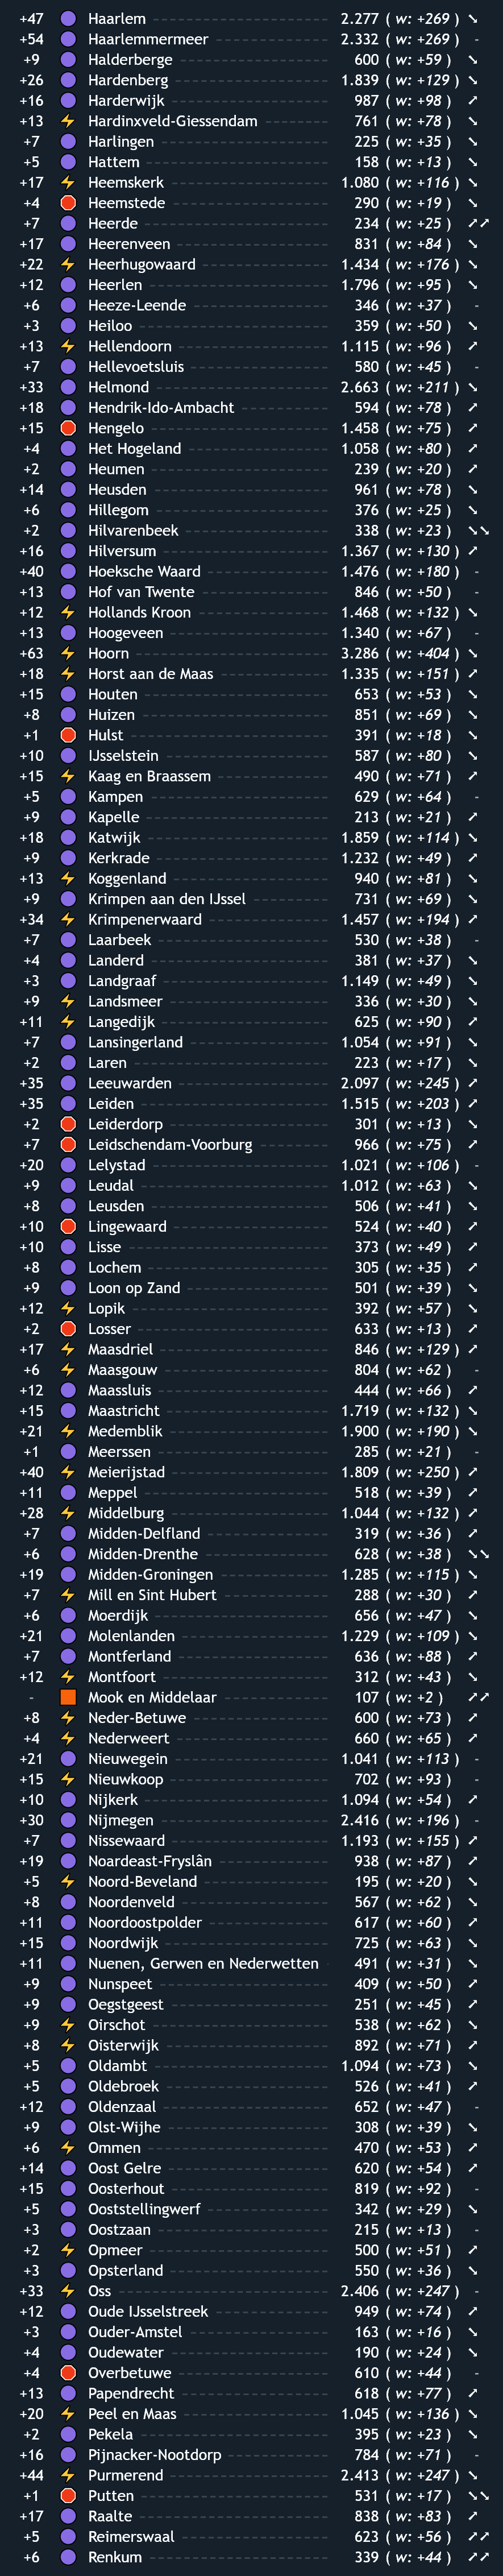 +47 Haarlem 2.277 ( w: +269 ) ↘
+54 Haarlemmermeer 2.332 ( w: +269 ) -
+9 Halderberge 600 ( w: +59 ) ↘
+26 Hardenberg 1.839 ( w: +129 ) ↘
+16 Harderwijk 987 ( w: +98 ) ↗
+13 Hardinxveld-Giessendam 761 ( w: +78 ) ↘
+7 Harlingen 225 ( w: +35 ) ↘
+5 Hattem 158 ( w: +13 ) ↘
+17 Heemskerk 1.080 ( w: +116 ) ↘
+4 Heemstede 290 ( w: +19 ) ↘
+7 Heerde 234 ( w: +25 ) ↗↗
+17 Heerenveen 831 ( w: +84 ) ↘
+22 Heerhugowaard 1.434 ( w: +176 ) ↘
+12 Heerlen 1.796 ( w: +95 ) ↘
+6 Heeze-Leende 346 ( w: +37 ) -
+3 Heiloo 359 ( w: +50 ) ↘
+13 Hellendoorn 1.115 ( w: +96 ) ↗
+7 Hellevoetsluis 580 ( w: +45 ) -
+33 Helmond 2.663 ( w: +211 ) ↘
+18 Hendrik-Ido-Ambacht 594 ( w: +78 ) ↗
+15 Hengelo 1.458 ( w: +75 ) ↗
+4 Het Hogeland 1.058 ( w: +80 ) ↗
+2 Heumen 239 ( w: +20 ) ↗
+14 Heusden 961 ( w: +78 ) ↘
+6 Hillegom 376 ( w: +25 ) ↘
+2 Hilvarenbeek 338 ( w: +23 ) ↘↘
+16 Hilversum 1.367 ( w: +130 ) ↗
+40 Hoeksche Waard 1.476 ( w: +180 ) -
+13 Hof van Twente 846 ( w: +50 ) -
+12 Hollands Kroon 1.468 ( w: +132 ) ↘
+13 Hoogeveen 1.340 ( w: +67 ) -
+63 Hoorn 3.286 ( w: +404 ) ↘
+18 Horst aan de Maas 1.335 ( w: +151 ) ↗
+15 Houten 653 ( w: +53 ) ↘
+8 Huizen 851 ( w: +69 ) ↘
+1 Hulst 391 ( w: +18 ) ↘
+10 IJsselstein 587 ( w: +80 ) ↘
+15 Kaag en Braassem 490 ( w: +71 ) ↗
+5 Kampen 629 ( w: +64 ) -
+9 Kapelle 213 ( w: +21 ) ↗
+18 Katwijk 1.859 ( w: +114 ) ↘
+9 Kerkrade 1.232 ( w: +49 ) ↗
+13 Koggenland 940 ( w: +81 ) ↘
+9 Krimpen aan den IJssel 731 ( w: +69 ) ↘
+34 Krimpenerwaard 1.457 ( w: +194 ) ↗
+7 Laarbeek 530 ( w: +38 ) -
+4 Landerd 381 ( w: +37 ) ↘
+3 Landgraaf 1.149 ( w: +49 ) ↘
+9 Landsmeer 336 ( w: +30 ) ↘
+11 Langedijk 625 ( w: +90 ) ↗
+7 Lansingerland 1.054 ( w: +91 ) ↘
+2 Laren 223 ( w: +17 ) ↘
+35 Leeuwarden 2.097 ( w: +245 ) ↗
+35 Leiden 1.515 ( w: +203 ) ↗
+2 Leiderdorp 301 ( w: +13 ) ↘
+7 Leidschendam-Voorburg 966 ( w: +75 ) ↗
+20 Lelystad 1.021 ( w: +106 ) -
+9 Leudal 1.012 ( w: +63 ) ↘
+8 Leusden 506 ( w: +41 ) ↘
+10 Lingewaard 524 ( w: +40 ) ↗
+10 Lisse 373 ( w: +49 ) ↗
+8 Lochem 305 ( w: +35 ) ↗
+9 Loon op Zand 501 ( w: +39 ) ↘
+12 Lopik 392 ( w: +57 ) ↘
+2 Losser 633 ( w: +13 ) ↗
+17 Maasdriel 846 ( w: +129 ) ↗
+6 Maasgouw 804 ( w: +62 ) -
+12 Maassluis 444 ( w: +66 ) ↗
+15 Maastricht 1.719 ( w: +132 ) ↘
+21 Medemblik 1.900 ( w: +190 ) ↘
+1 Meerssen 285 ( w: +21 ) -
+40 Meierijstad 1.809 ( w: +250 ) ↗
+11 Meppel 518 ( w: +39 ) ↗
+28 Middelburg 1.044 ( w: +132 ) ↗
+7 Midden-Delfland 319 ( w: +36 ) ↗
+6 Midden-Drenthe 628 ( w: +38 ) ↘↘
+19 Midden-Groningen 1.285 ( w: +115 ) ↘
+7 Mill en Sint Hubert 288 ( w: +30 ) ↗
+6 Moerdijk 656 ( w: +47 ) ↘
+21 Molenlanden 1.229 ( w: +109 ) ↘
+7 Montferland 636 ( w: +88 ) ↗
+12 Montfoort 312 ( w: +43 ) ↘
- Mook en Middelaar 107 ( w: +2 ) ↗↗
+8 Neder-Betuwe 600 ( w: +73 ) ↗
+4 Nederweert 660 ( w: +65 ) ↗
+21 Nieuwegein 1.041 ( w: +113 ) -
+15 Nieuwkoop 702 ( w: +93 ) -
+10 Nijkerk 1.094 ( w: +54 ) ↗
+30 Nijmegen 2.416 ( w: +196 ) -
+7 Nissewaard 1.193 ( w: +155 ) ↗
+19 Noardeast-Fryslân 938 ( w: +87 ) ↗
+5 Noord-Beveland 195 ( w: +20 ) ↘
+8 Noordenveld 567 ( w: +62 ) ↘
+11 Noordoostpolder 617 ( w: +60 ) ↗
+15 Noordwijk 725 ( w: +63 ) ↘
+11 Nuenen, Gerwen en Nederwetten 491 ( w: +31 ) ↘
+9 Nunspeet 409 ( w: +50 ) ↗
+9 Oegstgeest 251 ( w: +45 ) ↗
+9 Oirschot 538 ( w: +62 ) ↘
+8 Oisterwijk 892 ( w: +71 ) ↗
+5 Oldambt 1.094 ( w: +73 ) ↘
+5 Oldebroek 526 ( w: +41 ) ↗
+12 Oldenzaal 652 ( w: +47 ) -
+9 Olst-Wijhe 308 ( w: +39 ) ↘
+6 Ommen 470 ( w: +53 ) ↗
+14 Oost Gelre 620 ( w: +54 ) ↗
+15 Oosterhout 819 ( w: +92 ) -
+5 Ooststellingwerf 342 ( w: +29 ) ↘
+3 Oostzaan 215 ( w: +13 ) -
+2 Opmeer 500 ( w: +51 ) ↗
+3 Opsterland 550 ( w: +36 ) ↘
+33 Oss 2.406 ( w: +247 ) -
+12 Oude IJsselstreek 949 ( w: +74 ) ↗
+3 Ouder-Amstel 163 ( w: +16 ) ↘
+4 Oudewater 190 ( w: +24 ) ↘
+4 Overbetuwe 610 ( w: +44 ) -
+13 Papendrecht 618 ( w: +77 ) ↗
+20 Peel en Maas 1.045 ( w: +136 ) ↘
+2 Pekela 395 ( w: +23 ) ↘
+16 Pijnacker-Nootdorp 784 ( w: +71 ) -
+44 Purmerend 2.413 ( w: +247 ) ↘
+1 Putten 531 ( w: +17 ) ↘↘
+17 Raalte 838 ( w: +83 ) ↗
+5 Reimerswaal 623 ( w: +56 ) ↗↗
+6 Renkum 339 ( w: +44 ) ↗↗